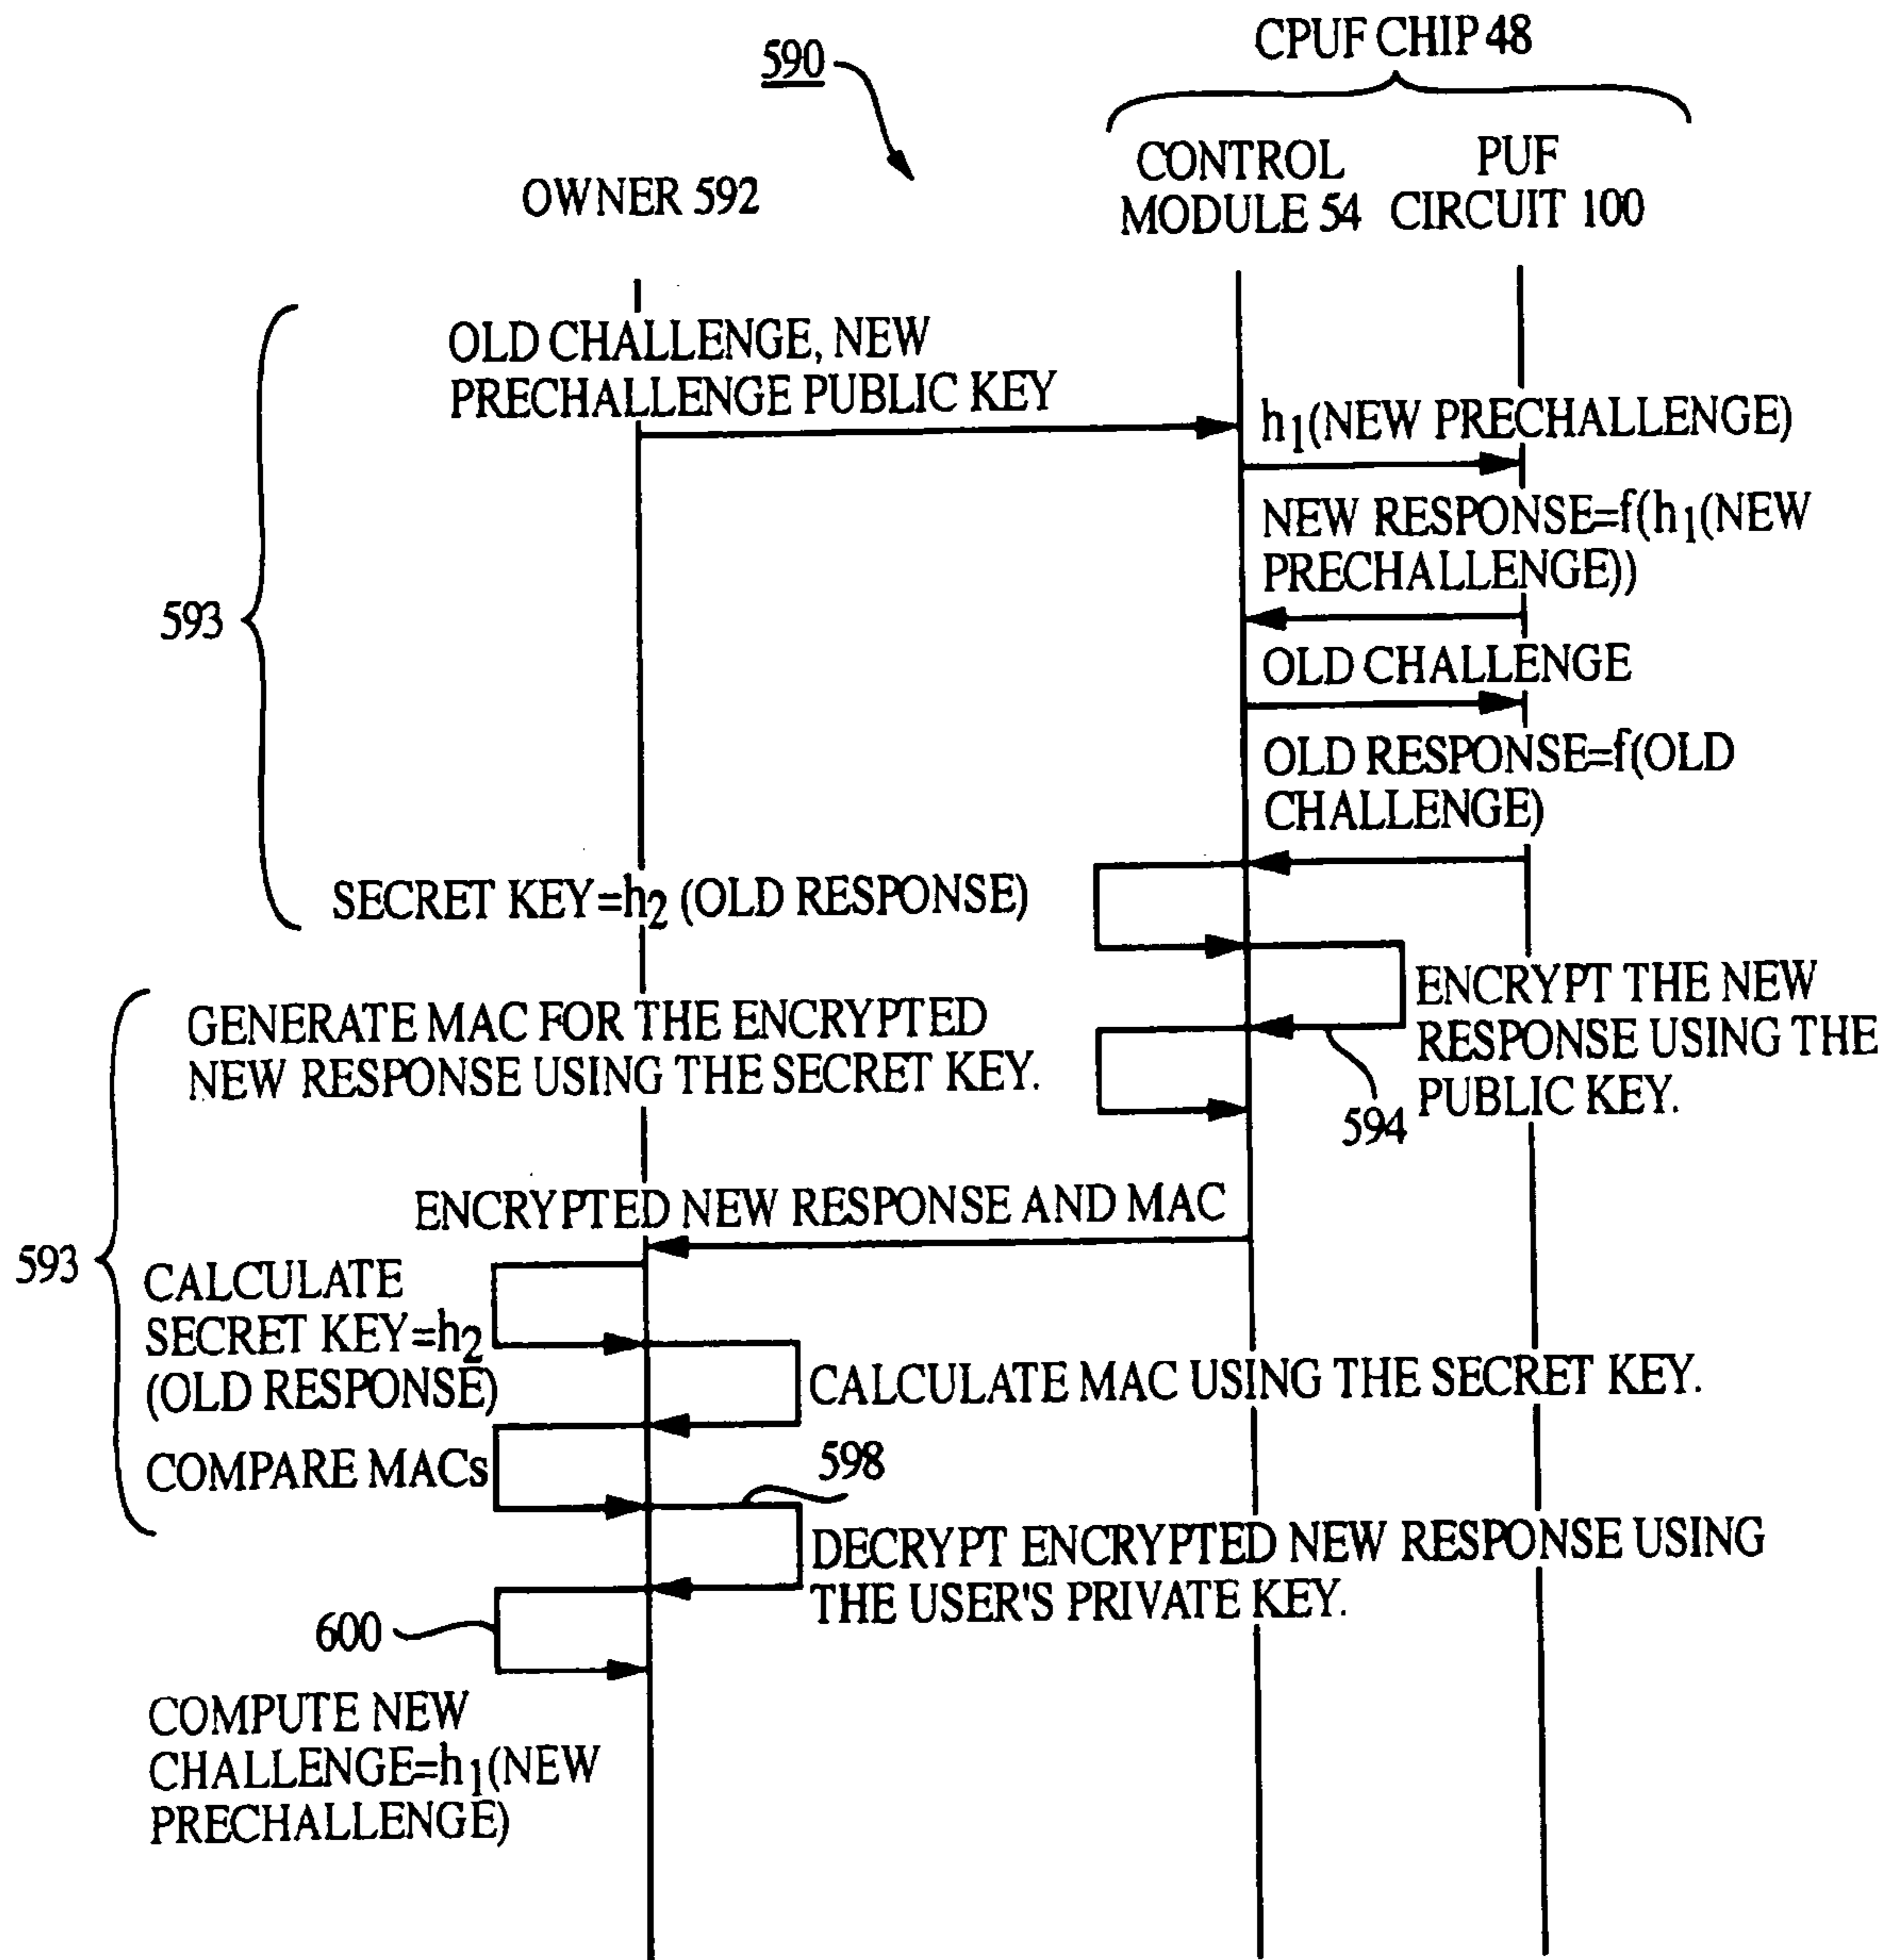 CPUF CHIP 48
590
CONTROL
MODULE 54
PUF
CIRCUIT 100
OWNER 592
OLD CHALLENGE, NEW
PRECHALLENGE PUBLIC KEY
h1(NEW PRECHALLENGE)
NEW RESPONSE=f(h1(NEW
PRECHALLENGE))
593
OLD CHALLENGE
OLD RESPONSE=f(OLD
CHALLENGE)
SECRET KEY=h2 (OLD RESPONSE)
ENCRYPT THE NEW
RESPONSE USING THE
PUBLIC KEY.
594
GENERATE MAC FOR THE ENCRYPTED
NEW RESPONSE USING THE SECRET KEY.
ENCRYPTED NEW RESPONSE AND MAC
593
CALCULATE
SECRET KEY=h2
(OLD RESPONSE)
CALCULATE MAC USING THE SECRET KEY.
COMPARE MACs
598
DECRYPT ENCRYPTED NEW RESPONSE USING
THE USER'S PRIVATE KEY.
600
COMPUTE NEW
CHALLENGE=h1(NEW
PRECHALLENGE)